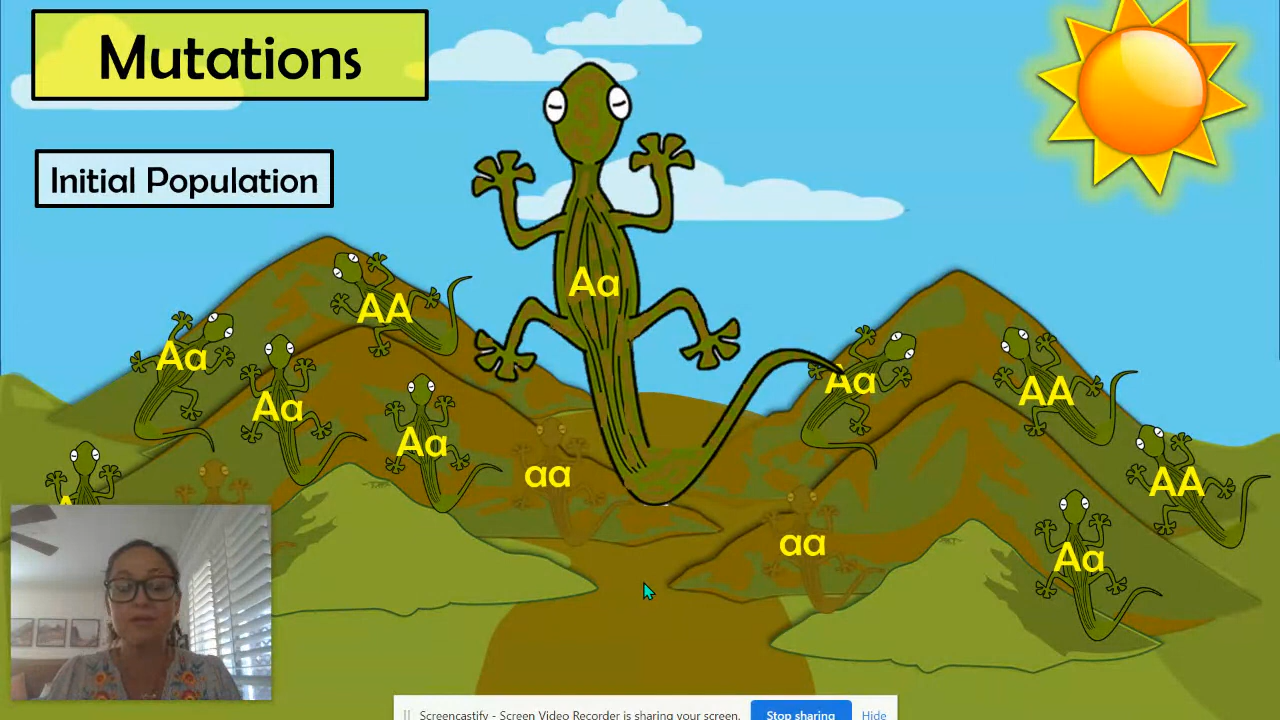 Mutations
Initial Population
Aa
AA
Aa
Aa
Aa
AA
Aa
Aa
aa
AA
aa
Aa
Screencastify - Screen Video Recorder is sharing your screen.
Stop sharing
Hide